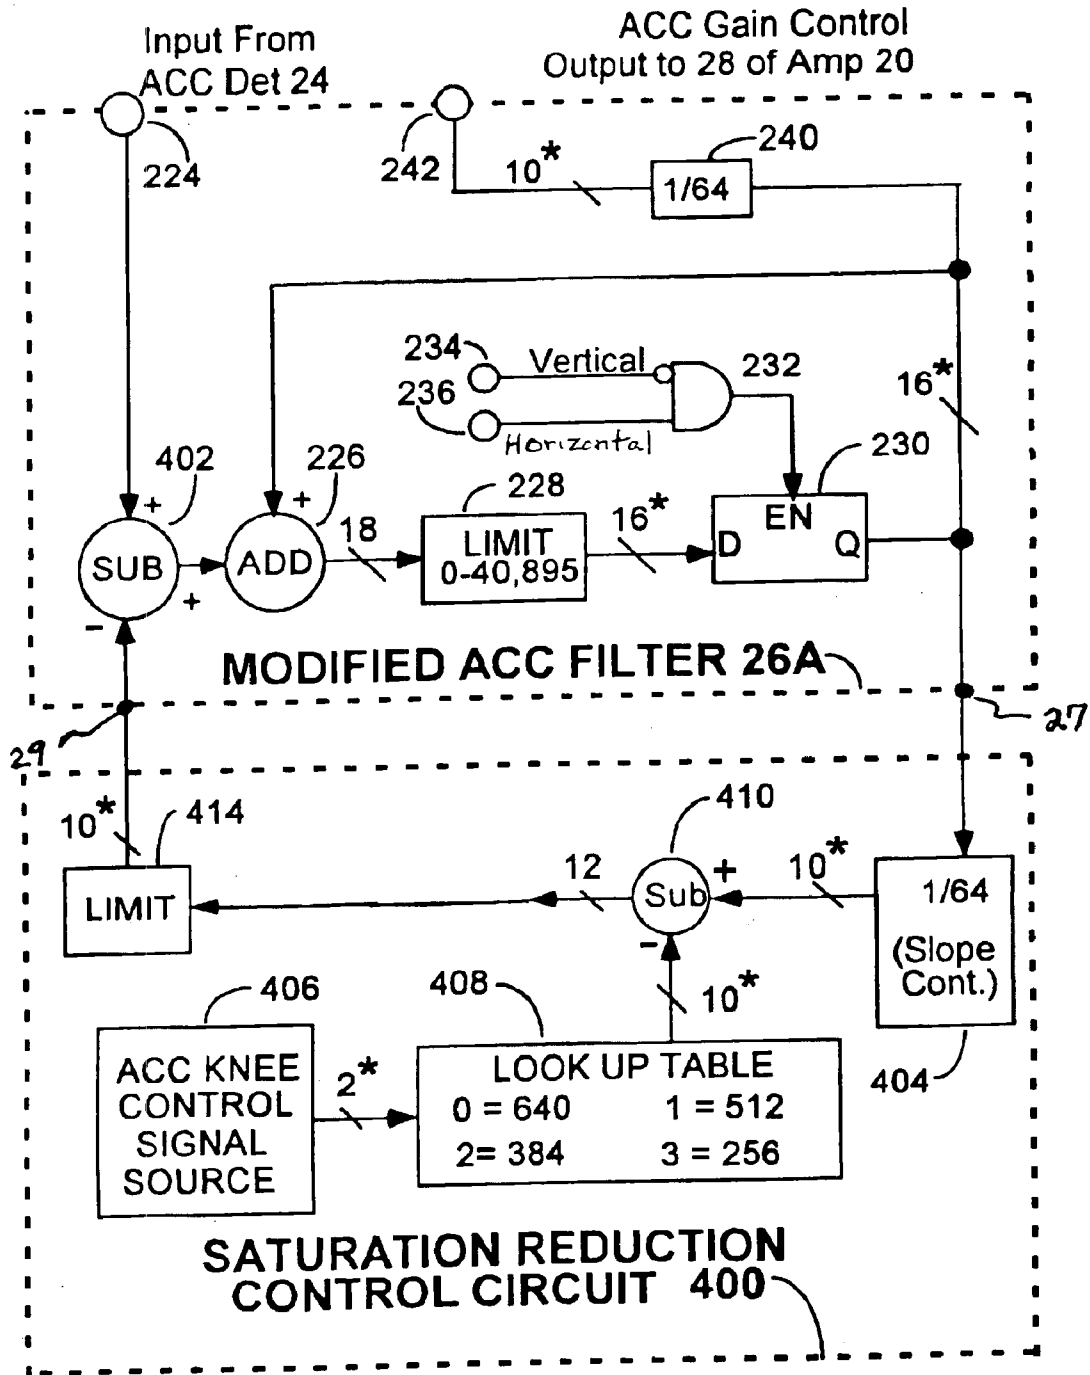 Input From
ACC Det 24
ACC Gain Control
Output to 28 of Amp 20
224
242
10*
1/64
240
234
Vertical
232
236
Horizontal
16*
402
+
226
+
228
230
SUB
ADD
18
LIMIT
0-40,895
16*
EN
D
Q
+
-
MODIFIED ACC FILTER 26A
29
27
10*
414
410
LIMIT
12
Sub
+
10*
1/64
(Slope
Cont.)
-
406
408
10*
404
ACC KNEE
CONTROL
SIGNAL
SOURCE
2*
LOOK UP TABLE
0 = 640 1 = 512
2= 384 3 = 256
SATURATION REDUCTION
CONTROL CIRCUIT 400